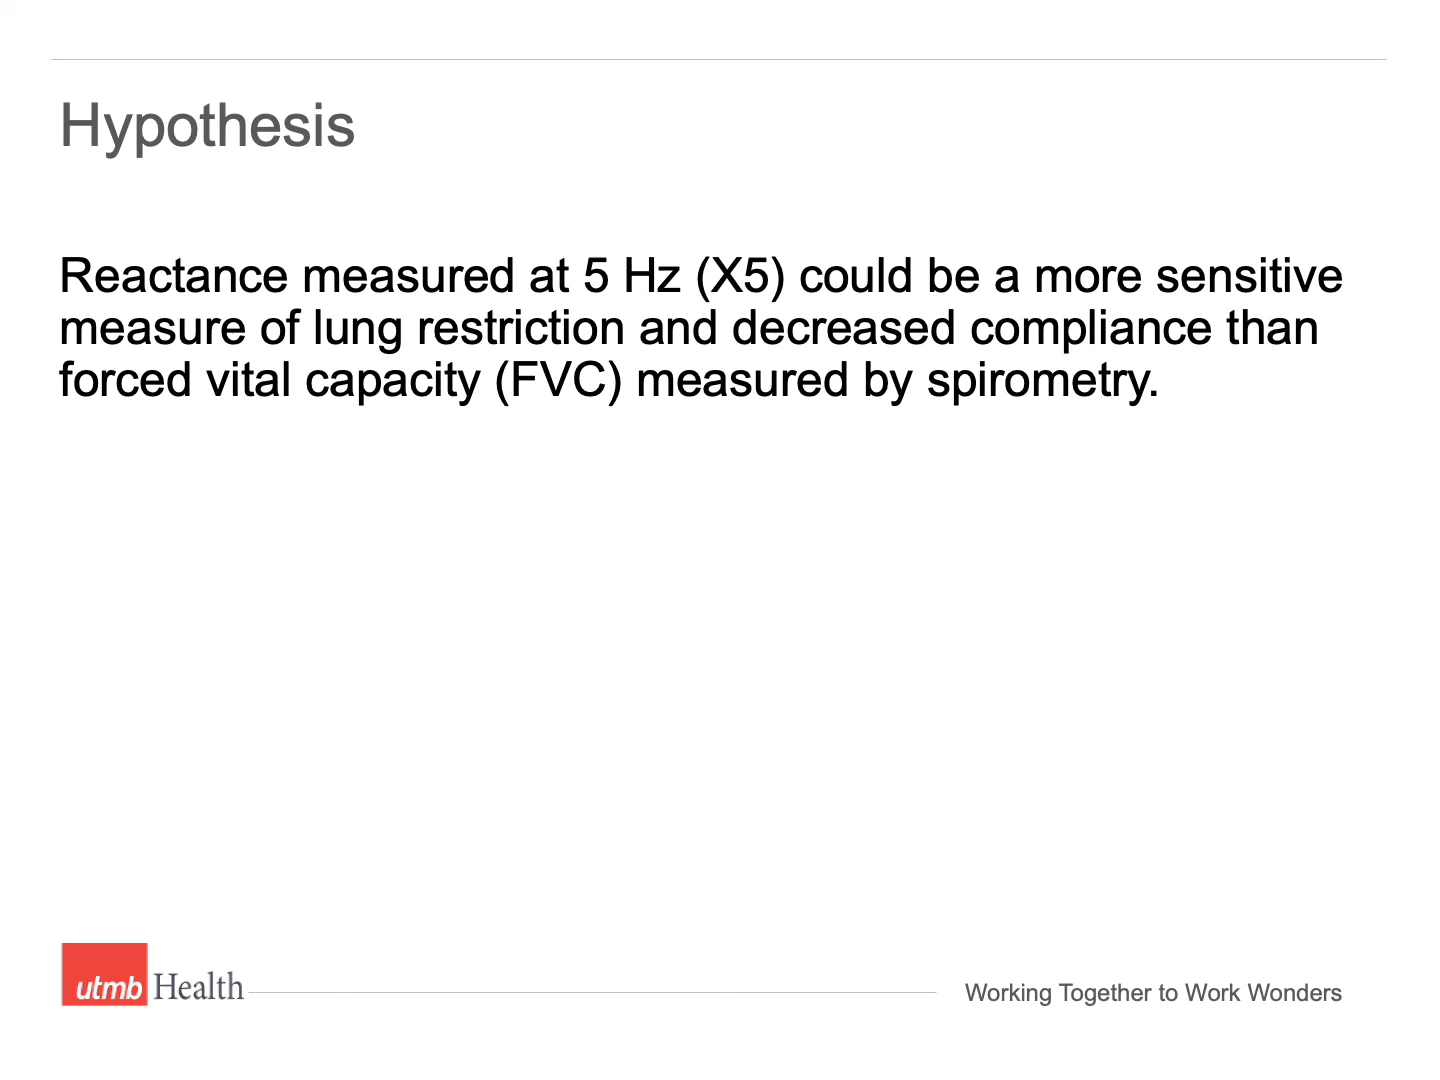 Hypothesis
Reactance measured at 5 Hz (X5) could be a more sensitive
measure of lung restriction and decreased compliance than
forced vital capacity (FVC) measured by spirometry.
utmb Health
Working Together to Work Wonders